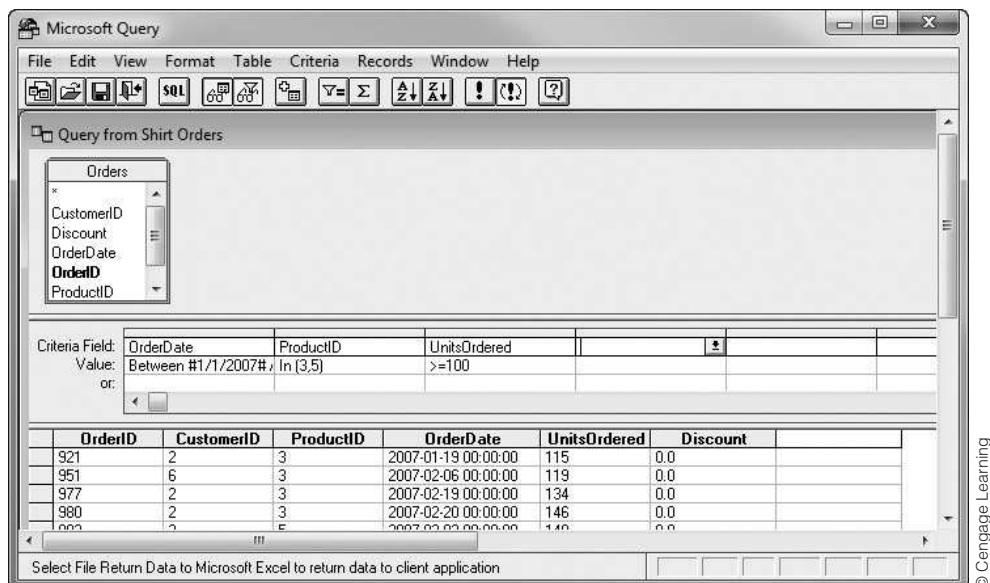 Microsoft Query
File Edit View Format Table Criteria Records Window Help
SQL
Query from Shirt Orders
Orders
*
CustomerID
Discount
OrderDate
OrderID
ProductID
Criteria Field: OrderDate ProductID UnitsOrdered
Value: Between #1/1/2007# In (3,5) >=100
or:
OrderID CustomerID ProductID OrderDate UnitsOrdered Discount
921 2 3 2007-01-19 00:00:00 115 0.0
951 6 3 2007-02-06 00:00:00 119 0.0
977 2 3 2007-02-19 00:00:00 134 0.0
980 2 3 2007-02-20 00:00:00 146 0.0
Select File Return Data to Microsoft Excel to return data to client application
© Cengage Learning